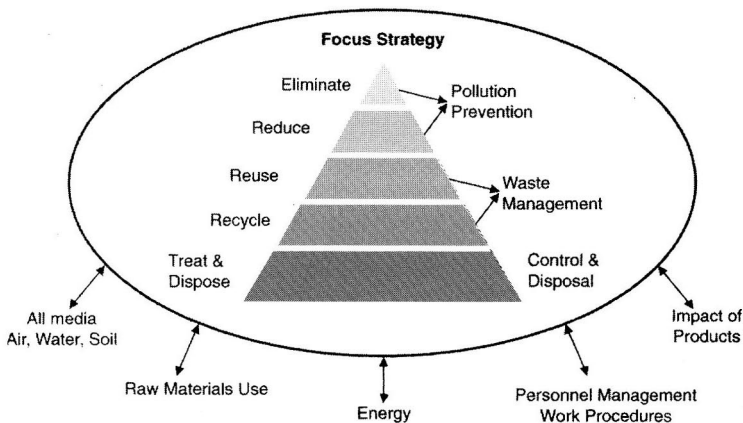 Focus Strategy
Eliminate
Pollution
Prevention
Reduce
Reuse
Waste
Management
Recycle
Treat &
Dispose
Control &
Disposal
All media
Air, Water, Soil
Raw Materials Use
Energy
Personnel Management
Work Procedures
Impact of
Products